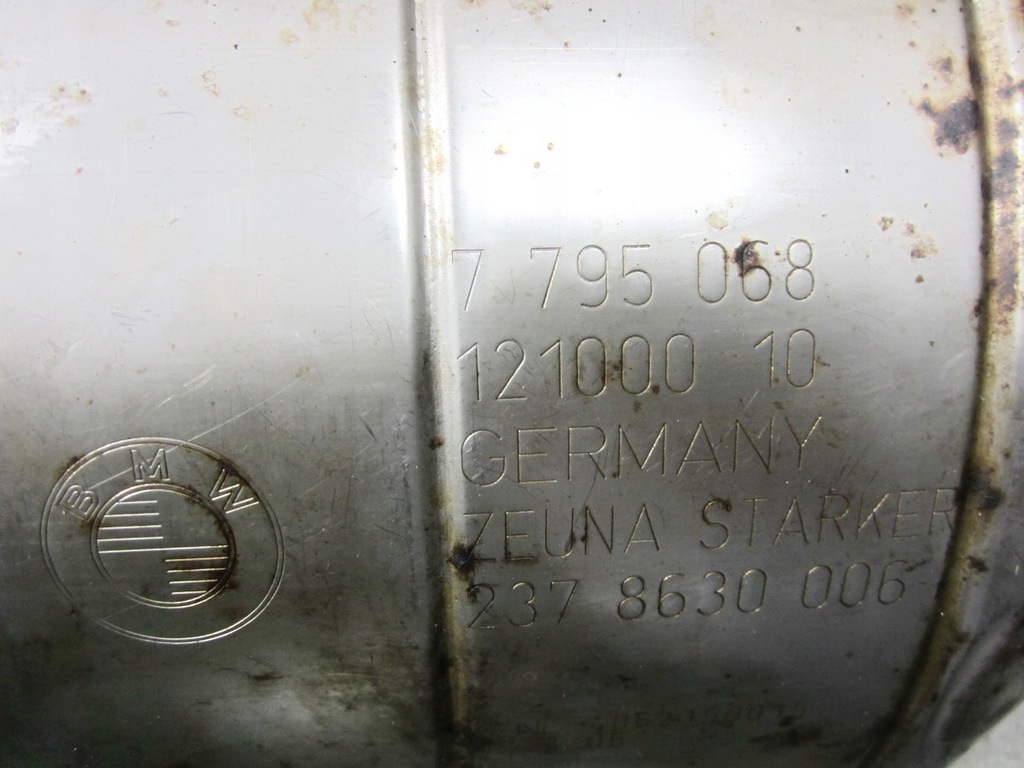 7 795 068
121000 10
GERMANY
ZEUNA STARKER
237 8630 006
BMW